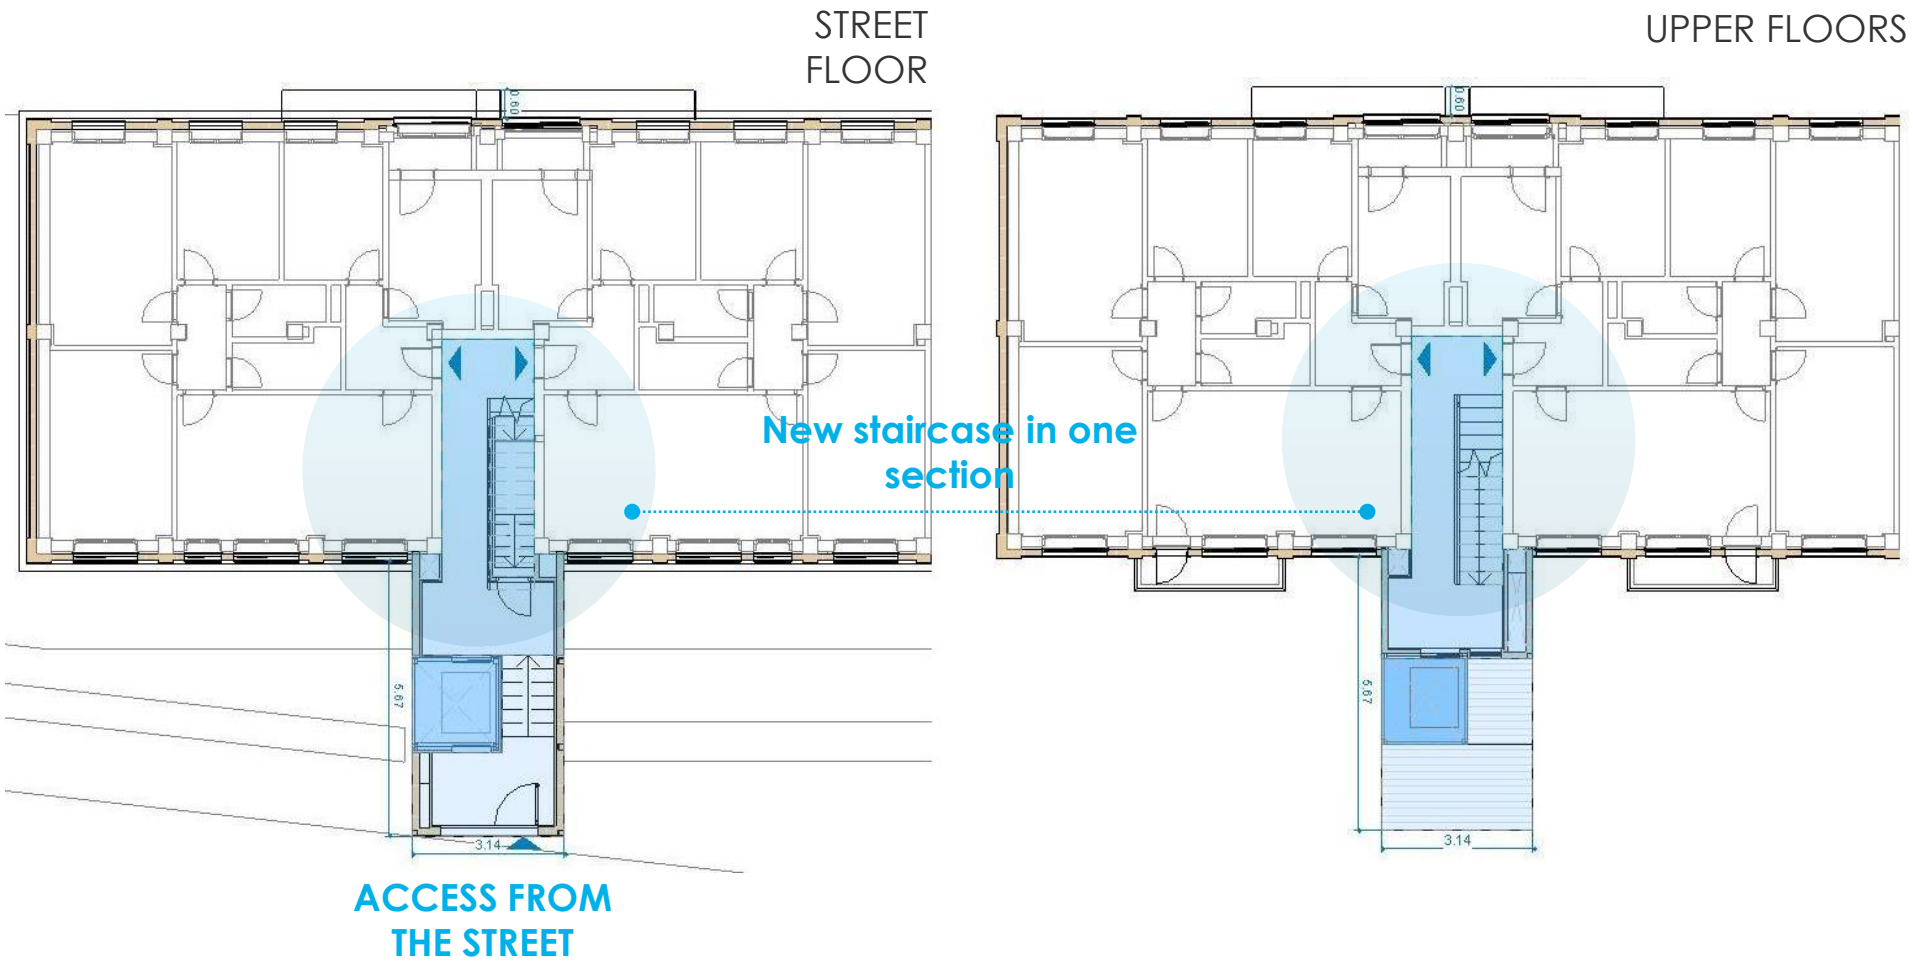 STREET
FLOOR
UPPER FLOORS
0.60
0.60
New staircase in one
section
5.67
5.67
3.14
3.14
ACCESS FROM
THE STREET